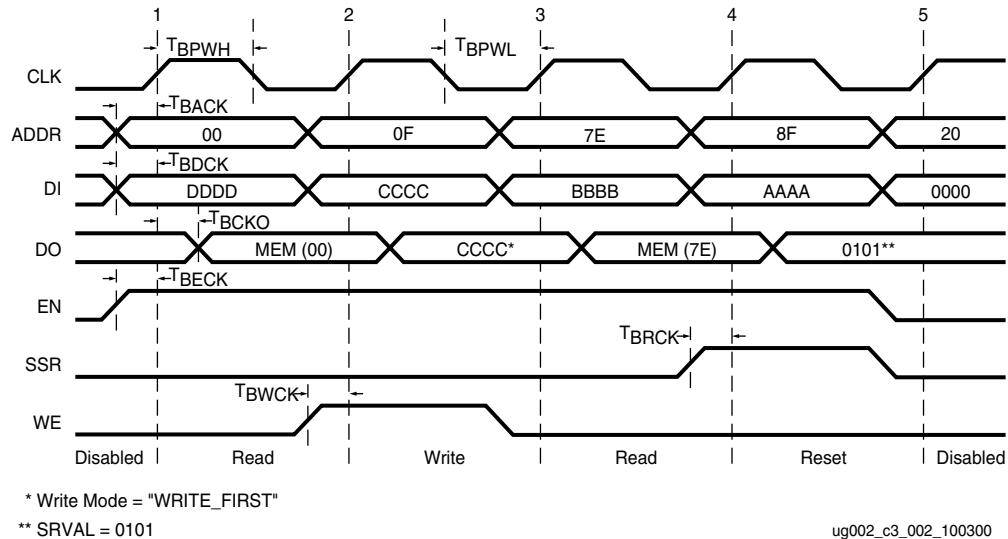 1 2 3 4 5
TBPWH TBPWL
CLK
TBACK
ADDR 00 0F 7E 8F 20
TBDCK
DI DDDD CCCC BBBB AAAA 0000
TBCKO
DO MEM (00) CCCC* MEM (7E) 0101**
TBECK
EN
TBRCK
SSR
TBWCK
WE
Disabled Read Write Read Reset Disabled
* Write Mode = "WRITE_FIRST"
** SRVAL = 0101 ug002_c3_002_100300